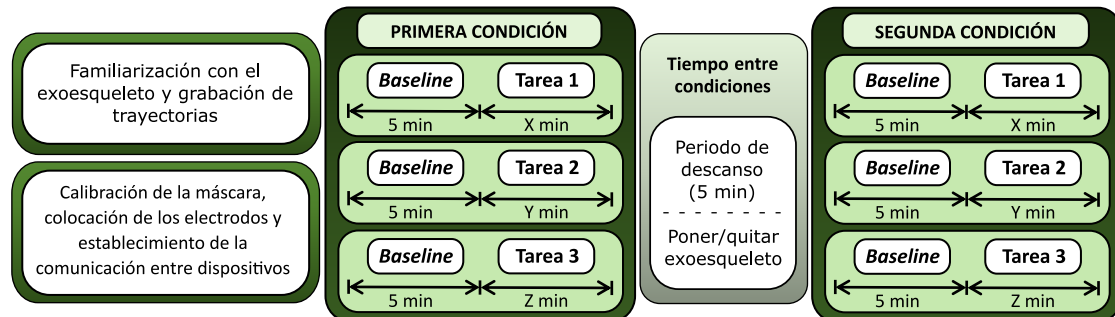 Familiarización con el
exoesqueleto y grabación de
trayectorias
Calibración de la máscara,
colocación de los electrodos y
establecimiento de la
comunicación entre dispositivos
PRIMERA CONDICIÓN
Baseline Tarea 1
5 min X min
Baseline Tarea 2
5 min Y min
Baseline Tarea 3
5 min Z min
Tiempo entre
condiciones
Periodo de
descanso
(5 min)
Poner/quitar
exoesqueleto
SEGUNDA CONDICIÓN
Baseline Tarea 1
5 min X min
Baseline Tarea 2
5 min Y min
Baseline Tarea 3
5 min Z min